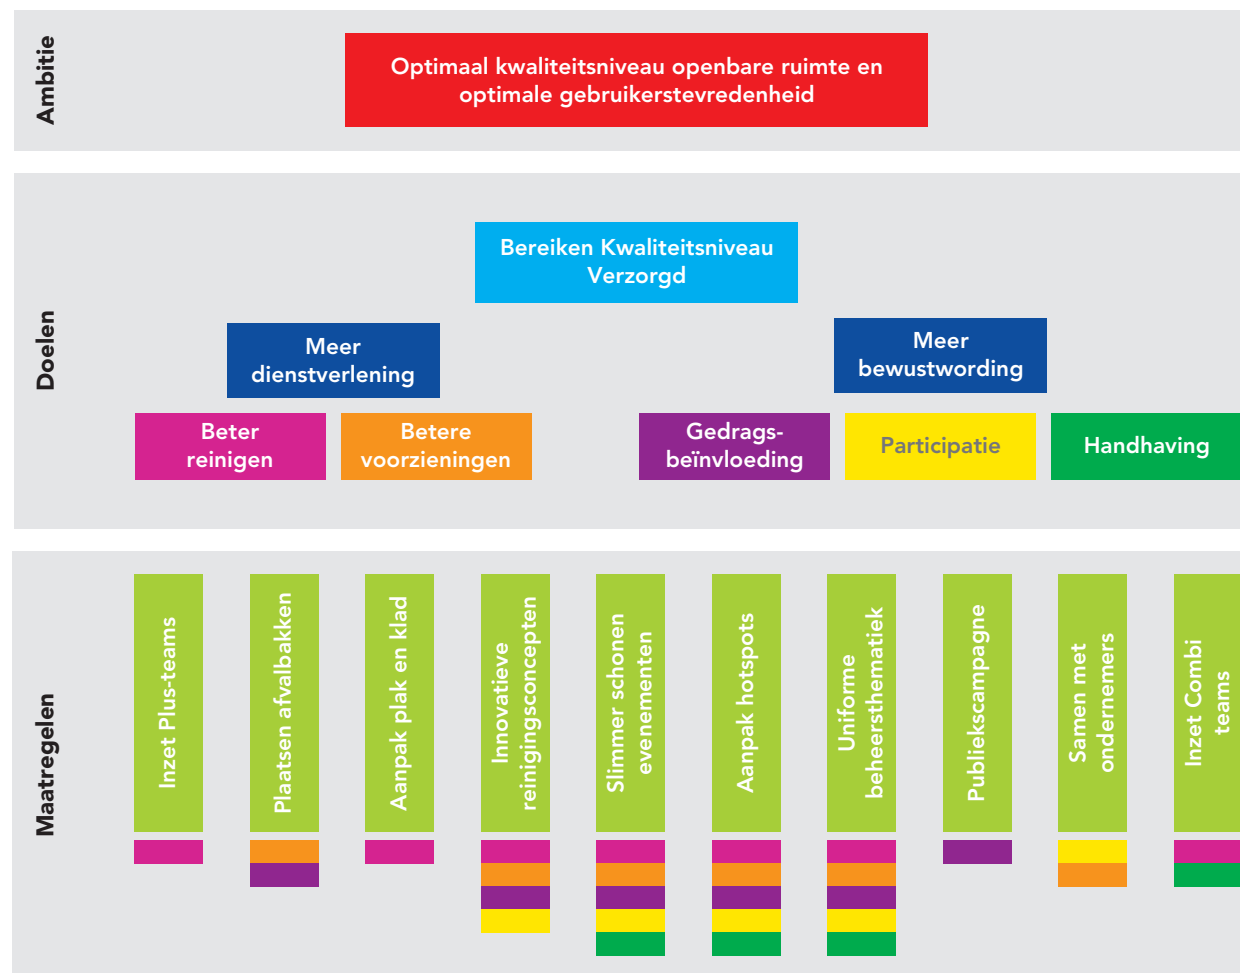 Ambitie
Optimaal kwaliteitsniveau openbare ruimte en
optimale gebruikerstevredenheid
Doelen
Bereiken Kwaliteitsniveau
Verzorgd
Meer
dienstverlening
Meer
bewustwording
Beter
reinigen
Betere
voorzieningen
Gedrags-
beïnvloeding
Participatie
Handhaving
Maatregelen
Inzet Plus-teams
Plaatsen afvalbakken
Aanpak plak en klad
Innovatieve
reinigingsconcepten
Slimmer schonen
evenementen
Aanpak hotspots
Uniforme
beheersthematiek
Publiekscampagne
Samen met
ondernemers
Inzet Combi
teams